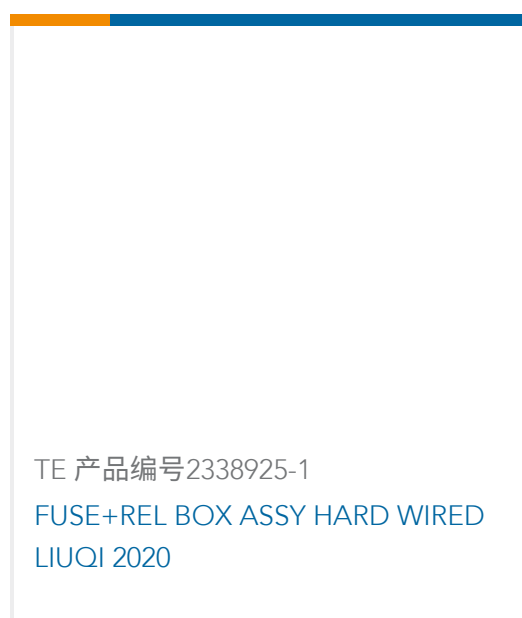 TE 产品编号2338925-1
FUSE+REL BOX ASSY HARD WIRED
LIUQI 2020